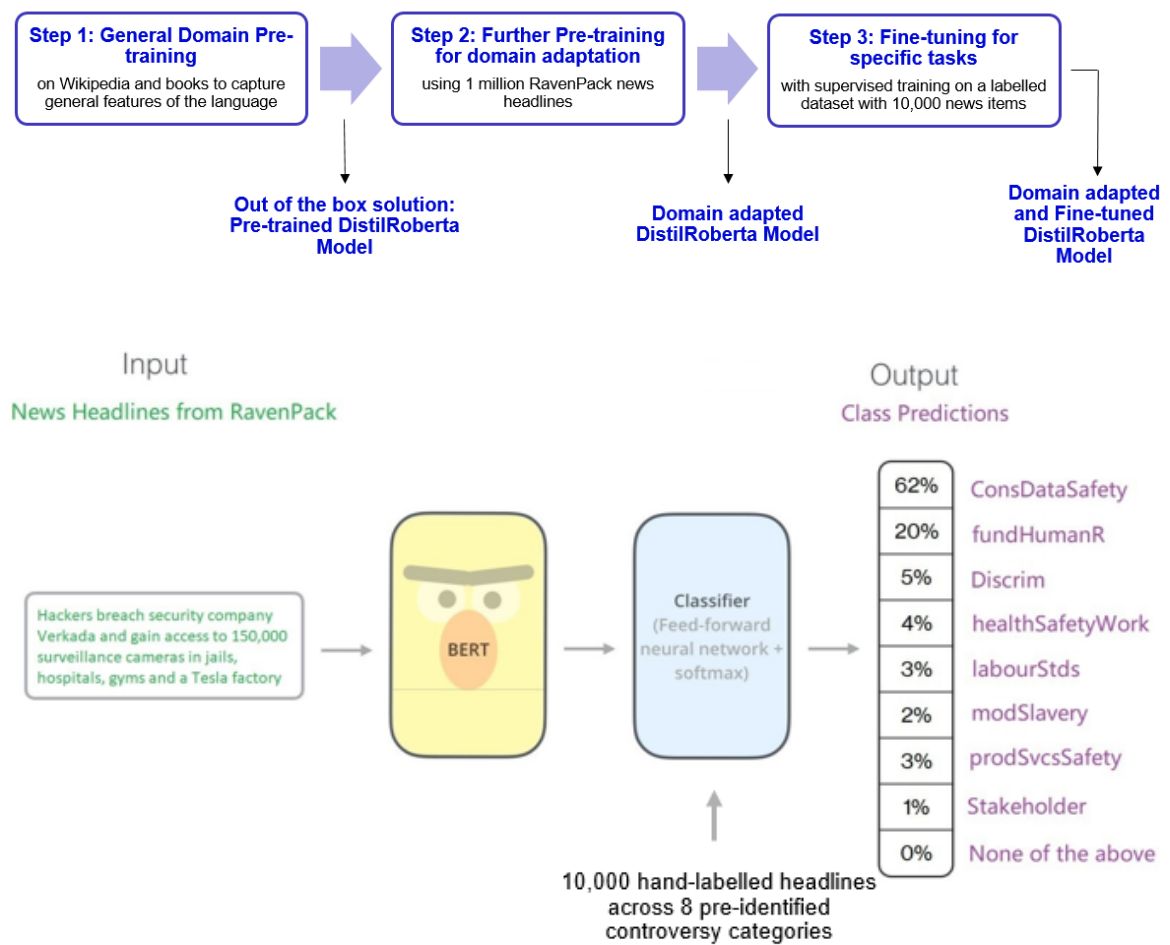 Step 1: General Domain Pre-
training
on Wikipedia and books to capture
general features of the language
Step 2: Further Pre-training
for domain adaptation
using 1 million RavenPack news
headlines
Step 3: Fine-tuning for
specific tasks
with supervised training on a labelled
dataset with 10,000 news items
Out of the box solution:
Pre-trained DistilRoberta
Model
Domain adapted
DistilRoberta Model
Domain adapted
and Fine-tuned
DistilRoberta
Model
Input
News Headlines from RavenPack
Output
Class Predictions
Hackers breach security company
Verkada and gain access to 150,000
surveillance cameras in jails,
hospitals, gyms and a Tesla factory
BERT
Classifier
(Feed-forward
neural network +
softmax)
62% ConsDataSafety
20% fundHumanR
5% Discrim
4% healthSafetyWork
3% labourStds
2% modSlavery
3% prodSvcsSafety
1% Stakeholder
0% None of the above
10,000 hand-labelled headlines
across 8 pre-identified
controversy categories